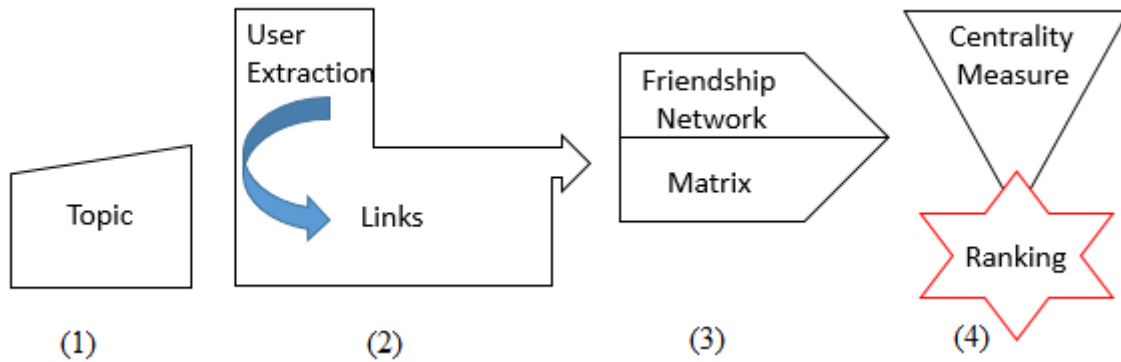 Topic
(1)
User
Extraction
Links
(2)
Friendship
Network
Matrix
(3)
Centrality
Measure
Ranking
(4)